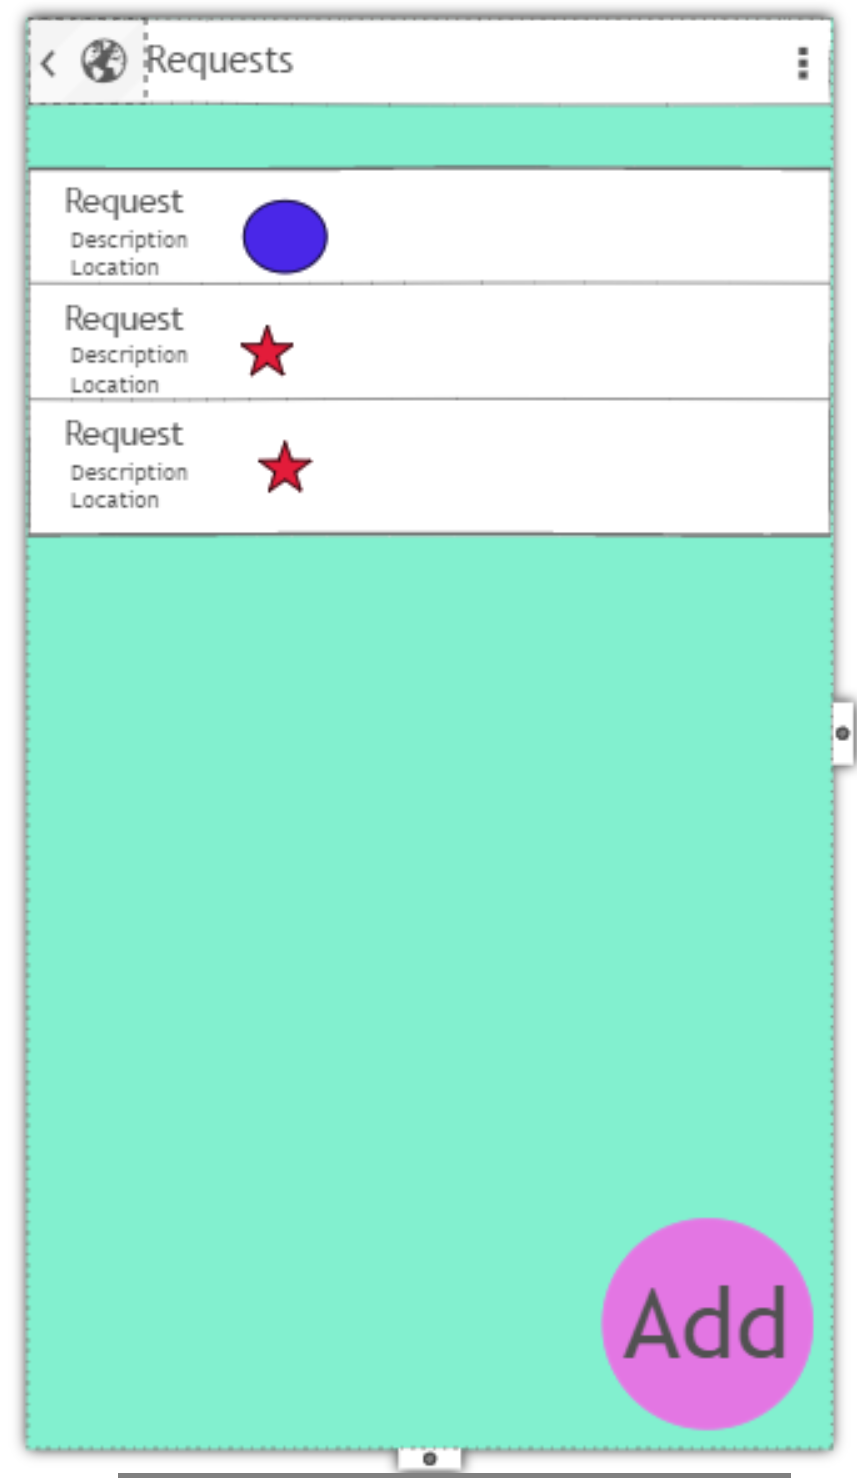 Requests
Request
Description
Location
Request
Description
Location
Request
Description
Location
Add